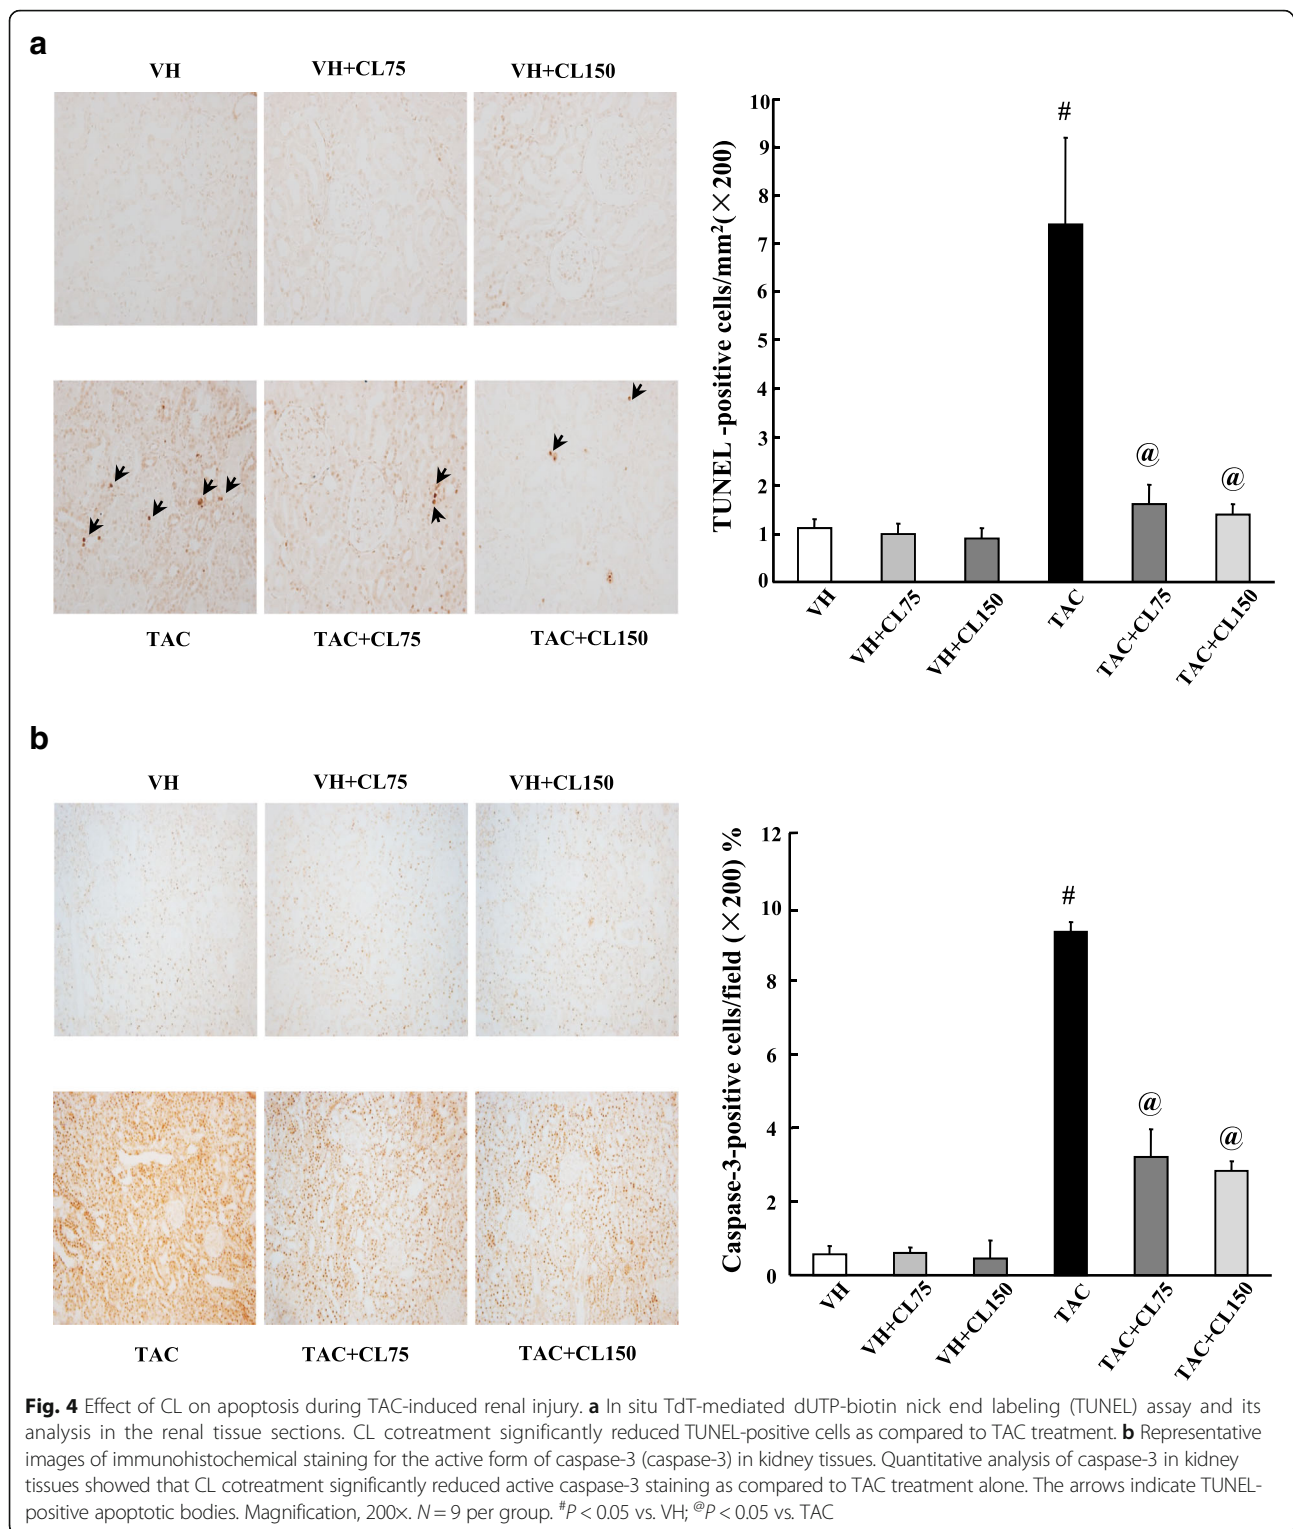 a
VH VH+CL75 VH+CL150
TAC TAC+CL75 TAC+CL150
TUNEL -positive cells/mm²(×200)
10
9
8
7
6
5
4
3
2
1
0
#
@
@
VH VH+CL75 VH+CL150 TAC TAC+CL75 TAC+CL150
b
VH VH+CL75 VH+CL150
TAC TAC+CL75 TAC+CL150
Caspase-3-positive cells/field (×200) %
12
10
8
6
4
2
0
#
@
@
VH VH+CL75 VH+CL150 TAC TAC+CL75 TAC+CL150
Fig. 4 Effect of CL on apoptosis during TAC-induced renal injury. a In situ TdT-mediated dUTP-biotin nick end labeling (TUNEL) assay and its
analysis in the renal tissue sections. CL cotreatment significantly reduced TUNEL-positive cells as compared to TAC treatment. b Representative
images of immunohistochemical staining for the active form of caspase-3 (caspase-3) in kidney tissues. Quantitative analysis of caspase-3 in kidney
tissues showed that CL cotreatment significantly reduced active caspase-3 staining as compared to TAC treatment alone. The arrows indicate TUNEL-
positive apoptotic bodies. Magnification, 200×. N = 9 per group. #P < 0.05 vs. VH; @P < 0.05 vs. TAC